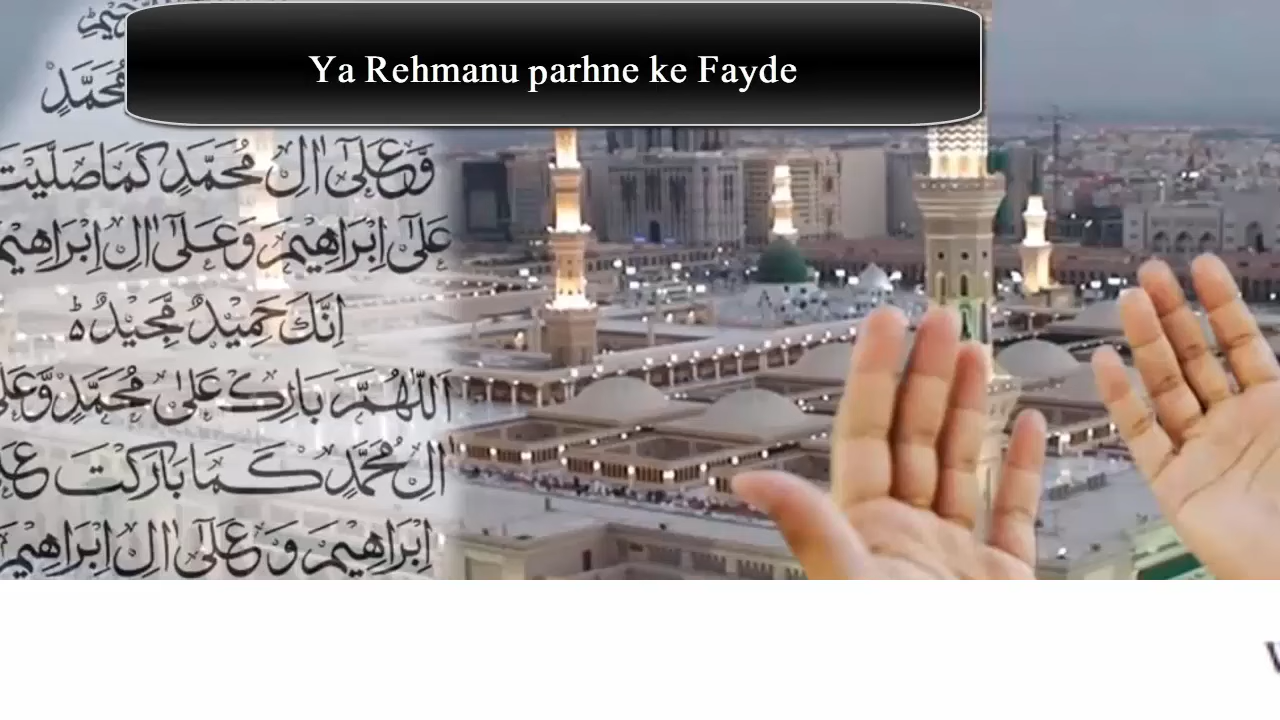 Ya Rehmanu parhne ke Fayde
مُحَمَّدٍ
وَّعَلٰٓی اٰلِ مُحَمَّدٍ كَمَا صَلَّیْتَ
عَلٰٓی اِبْرَاهِیْمَ وَعَلٰٓی اٰلِ اِبْرَاهِیْمَ
اِنَّكَ حَمِیْدٌ مَّجِیْدٌ ؕ
اَللّٰهُمَّ بَارِكْ عَلٰی مُحَمَّدٍ وَّعَلٰٓی
اٰلِ مُحَمَّدٍ كَمَا بَارَكْتَ
اِبْرَاهِیْمَ وَ عَلٰٓی اٰلِ اِبْرَاهِیْمَ